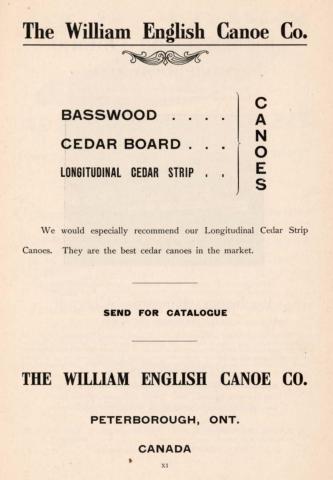 The William English Canoe Co.
BASSWOOD . . . .
CEDAR BOARD . . .
LONGITUDINAL CEDAR STRIP . .
CANOES
We would especially recommend our Longitudinal Cedar Strip
Canoes. They are the best cedar canoes in the market.
SEND FOR CATALOGUE
THE WILLIAM ENGLISH CANOE CO.
PETERBOROUGH, ONT.
CANADA
XI